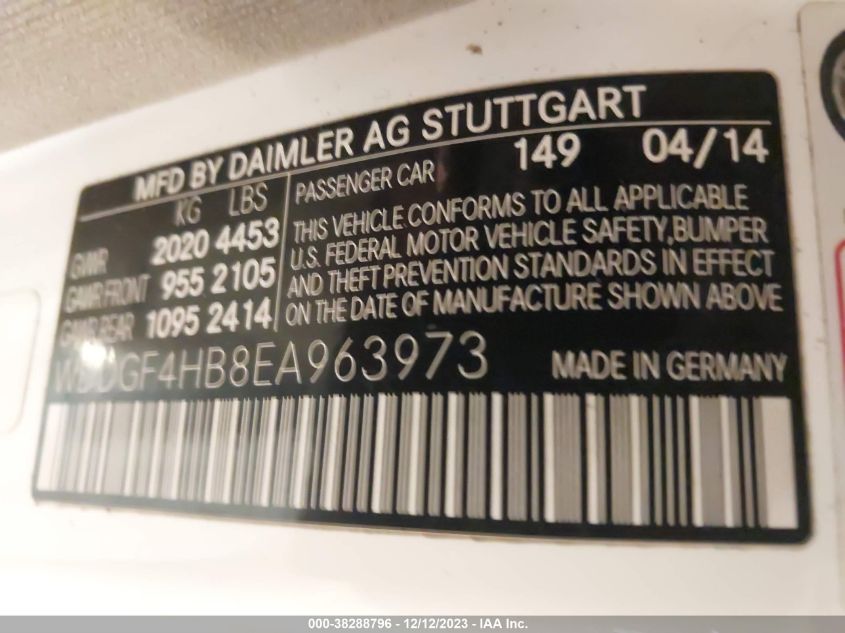 MFD BY DAIMLER AG STUTTGART
KG LBS
GVWR 2020 4453
GAWR FRONT 955 2105
GAWR REAR 1095 2414
PASSENGER CAR 149 04/14
THIS VEHICLE CONFORMS TO ALL APPLICABLE
U.S. FEDERAL MOTOR VEHICLE SAFETY, BUMPER
AND THEFT PREVENTION STANDARDS IN EFFECT
ON THE DATE OF MANUFACTURE SHOWN ABOVE
WDDGF4HB8EA963973
MADE IN GERMANY
000-38288796 - 12/12/2023 - IAA Inc.